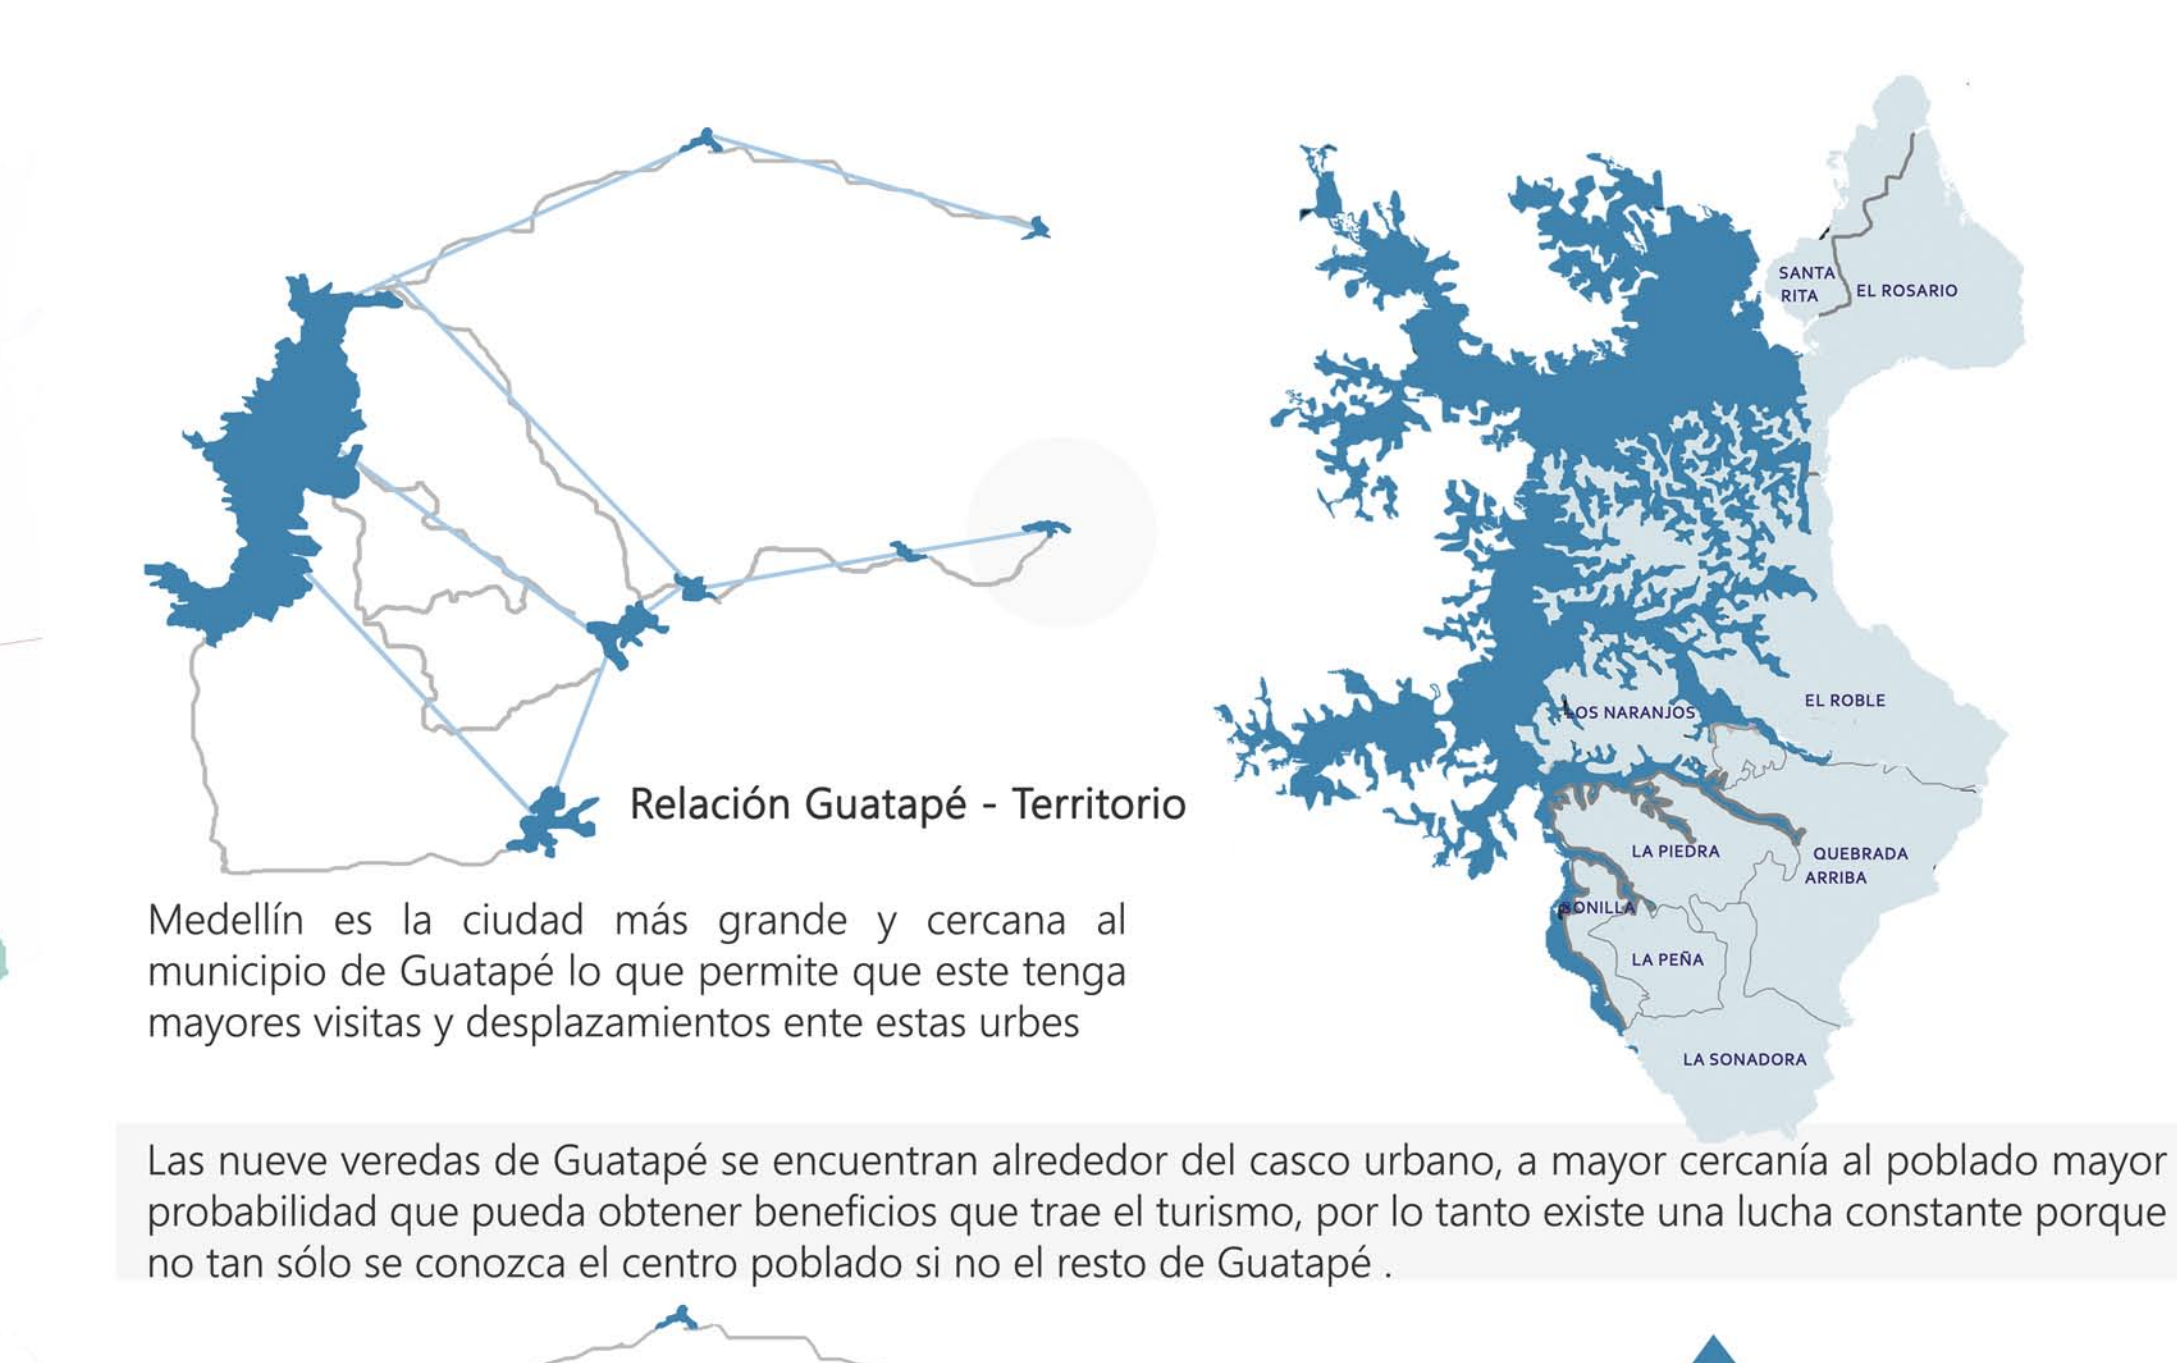 SANTA
RITA
EL ROSARIO
EL ROBLE
LOS NARANJOS
LA PIEDRA
QUEBRADA
ARRIBA
BONILLA
LA PEÑA
LA SONADORA
Relación Guatapé - Territorio
Medellín es la ciudad más grande y cercana al
municipio de Guatapé lo que permite que este tenga
mayores visitas y desplazamientos ente estas urbes
Las nueve veredas de Guatapé se encuentran alrededor del casco urbano, a mayor cercanía al poblado mayor
probabilidad que pueda obtener beneficios que trae el turismo, por lo tanto existe una lucha constante porque
no tan sólo se conozca el centro poblado si no el resto de Guatapé .